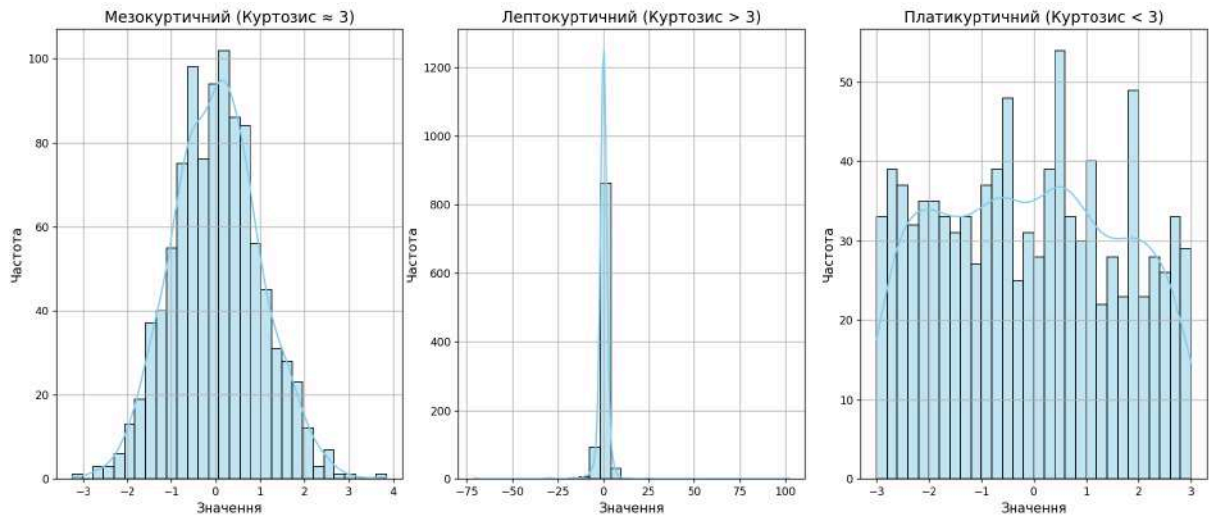 Мезокуртичний (Куртозис ≈ 3)
100
80
60
40
20
0
Частота
−3 −2 −1 0 1 2 3 4
Значення
Лептокуртичний (Куртозис > 3)
1200
1000
800
600
400
200
0
Частота
−75 −50 −25 0 25 50 75 100
Значення
Платикуртичний (Куртозис < 3)
50
40
30
20
10
0
Частота
−3 −2 −1 0 1 2 3
Значення